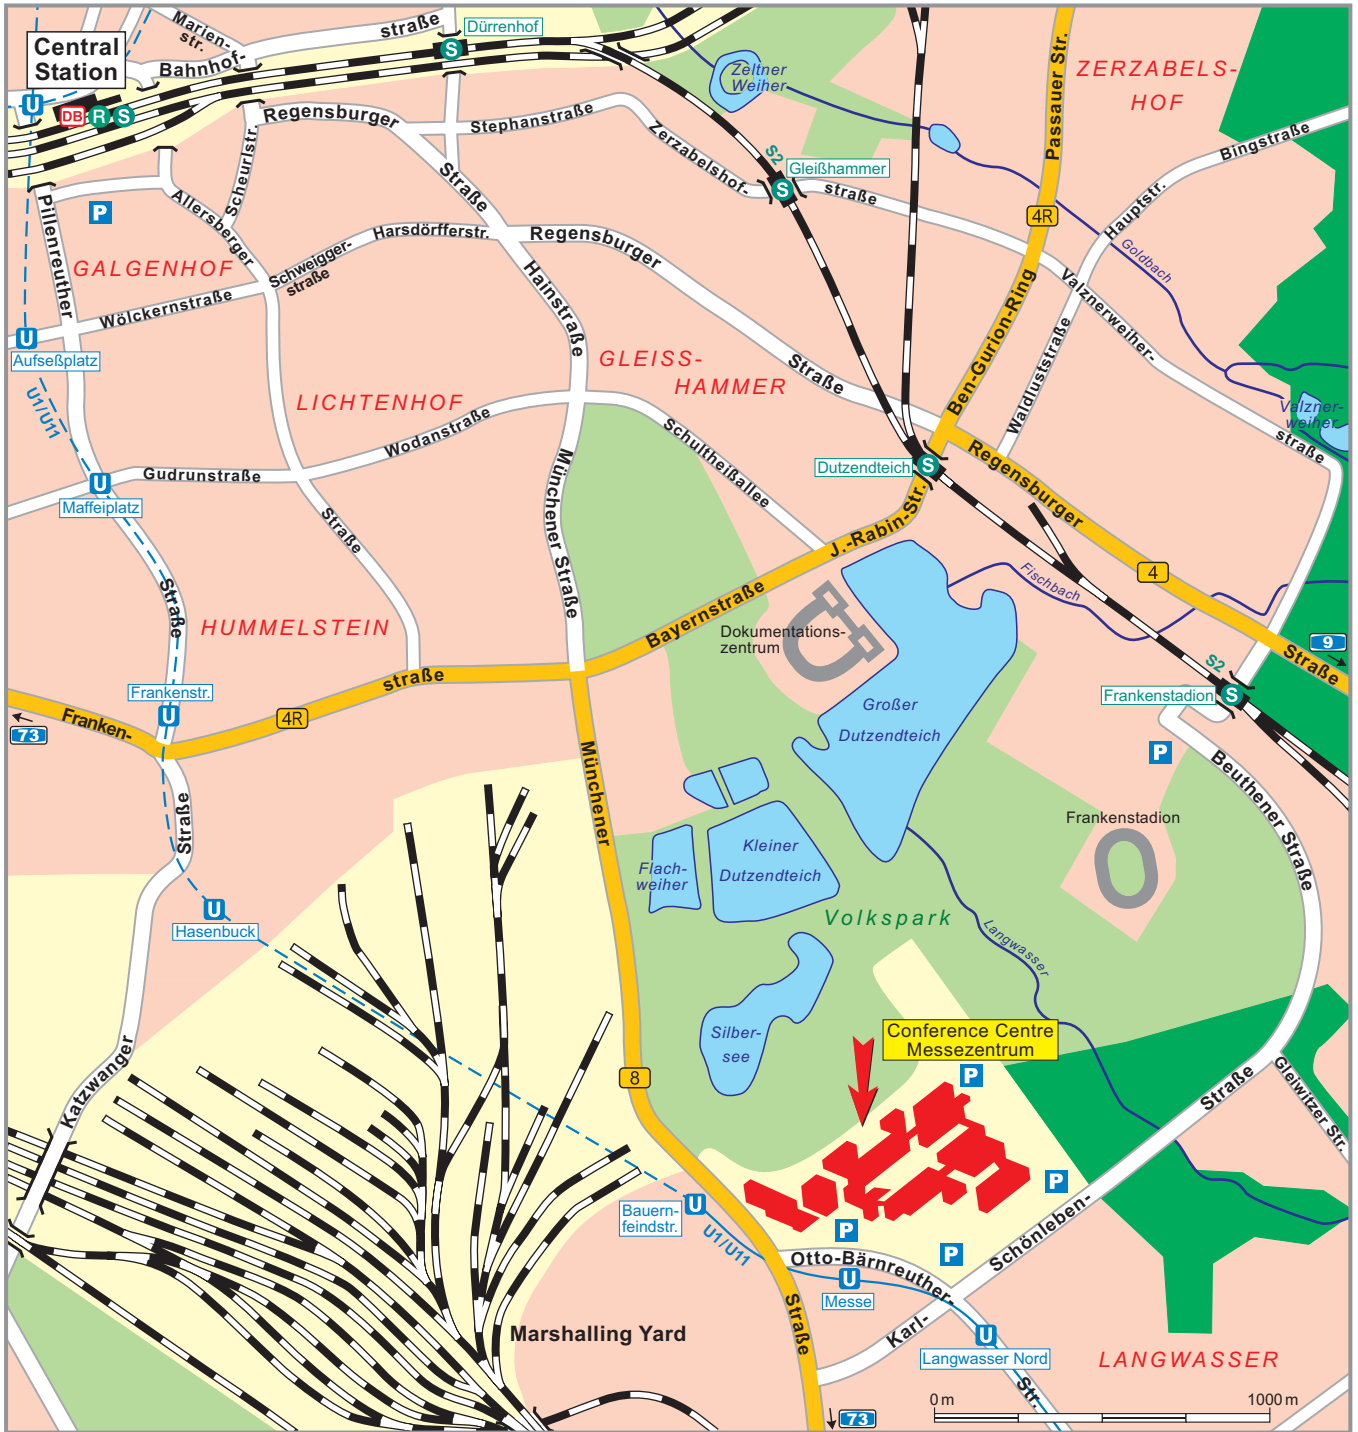 Marien-
str.
straße
Dürrenhof
S
Central
Station
Bahnhof-
U
DB
R
S
Zeltner
Weiher
Passauer Str.
ZERZABELS-
HOF
Bingstraße
Regensburger
Stephanstraße
Zerzabelshof-
S2
Gleißhammer
S
straße
Scheurlstr.
Straße
P
Pillenreuther
Allersberger
4R
Hauptstr.
Goldbach
Harsdörfferstr.
Regensburger
Schweigger-
straße
GALGENHOF
Wölckernstraße
Hainstraße
Valznerweiher-
Ben-Gurion-Ring
Waldluststraße
U
Aufseßplatz
U1/U11
GLEISS-
HAMMER
Straße
LICHTENHOF
Wodanstraße
Schultheißallee
Valzner-
weiher
straße
Gudrunstraße
Münchener Straße
Dutzendteich
S
Regensburger
U
Maffeiplatz
Straße
J.-Rabin-Str.
4
Fischbach
Straße
HUMMELSTEIN
Bayernstraße
Dokumentations-
zentrum
9
Straße
S2
Frankenstadion
S
straße
Frankenstr.
U
4R
Franken-
73
Großer
Dutzendteich
P
Beuthener Straße
Münchener
Straße
Frankenstadion
Kleiner
Dutzendteich
Flach-
weiher
Volkspark
U
Hasenbuck
Langwasser
Silber-
see
Conference Centre
Messezentrum
P
8
Katzwanger
Straße
Gleiwitzer Str.
P
U
Bauern-
feindstr.
U1/U11
P
P
Schönleben-
Otto-Bärnreuther-
U
Messe
Straße
Karl-
U
Langwasser Nord
Str.
Marshalling Yard
LANGWASSER
0 m
1000 m
73